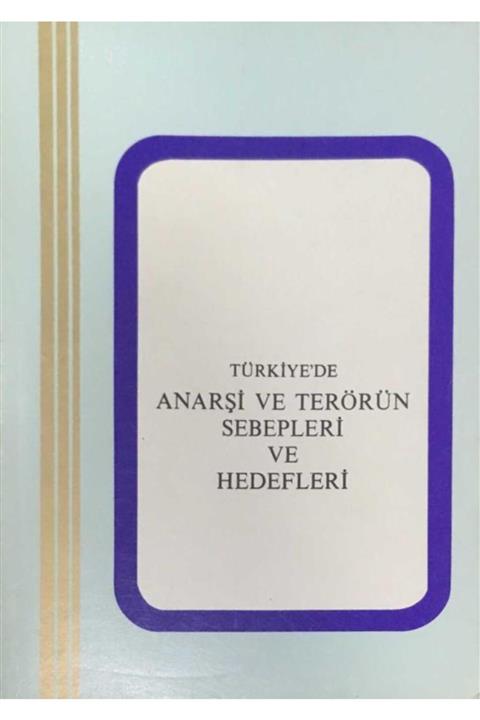 TÜRKİYE'DE
ANARŞİ VE TERÖRÜN
SEBEPLERİ
VE
HEDEFLERİ